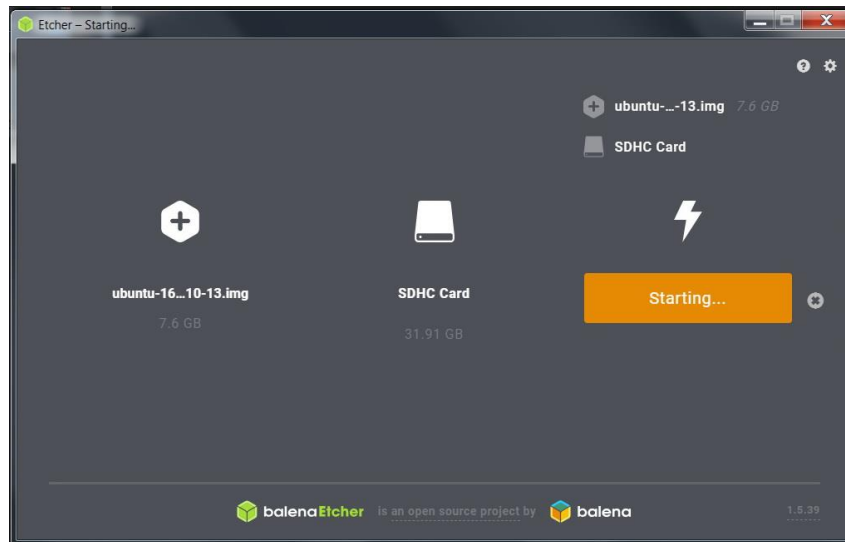 Etcher – Starting...
ubuntu-...-13.img 7.6 GB
SDHC Card
ubuntu-16...10-13.img
7.6 GB
SDHC Card
31.91 GB
Starting...
balenaEtcher is an open source project by balena
1.5.39